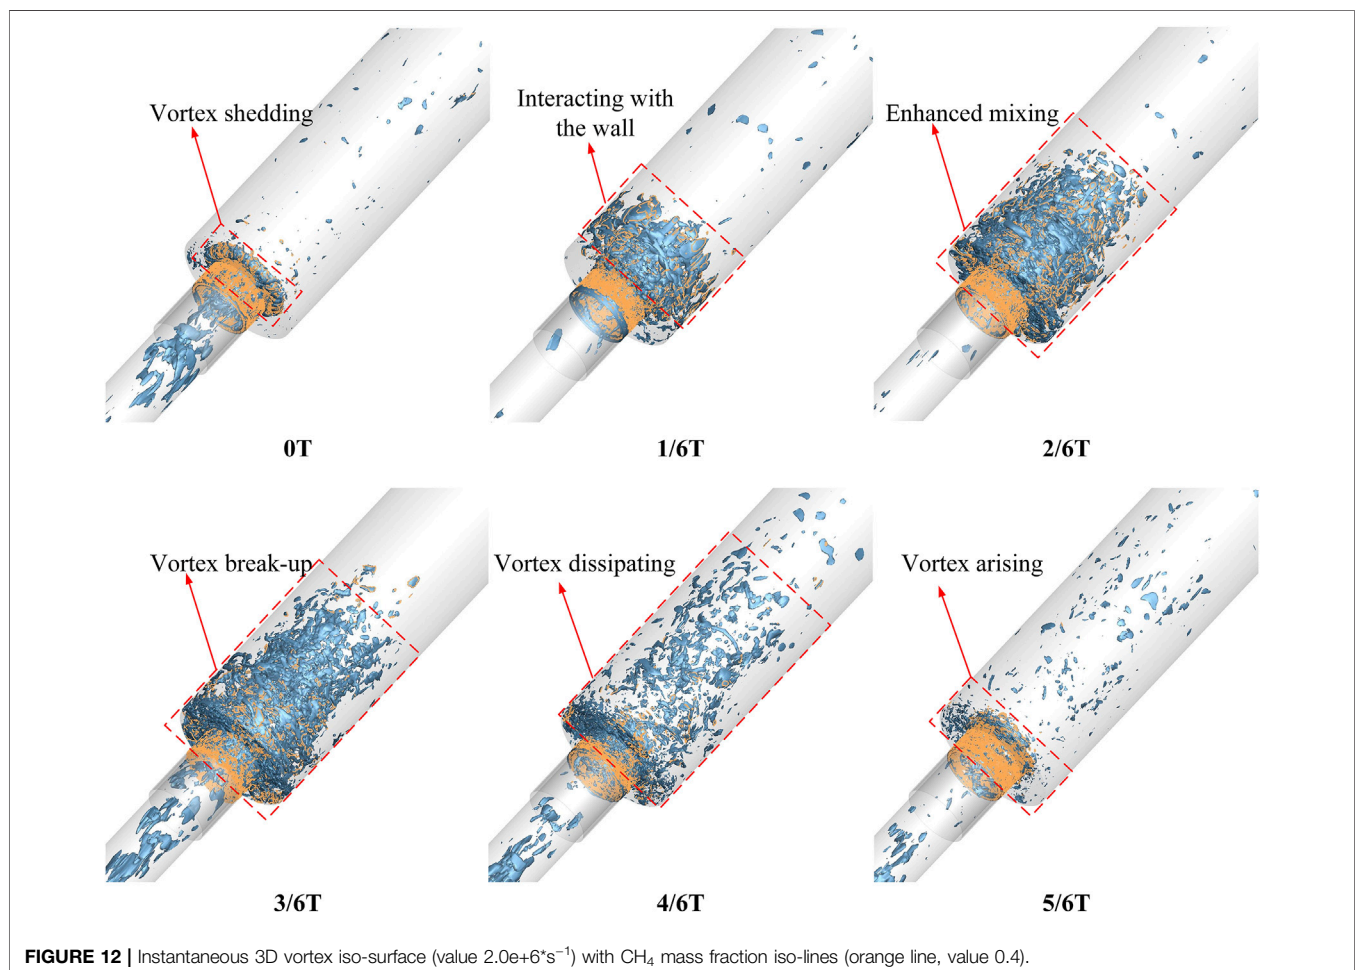 Vortex shedding
Interacting with
the wall
Enhanced mixing
0T
1/6T
2/6T
Vortex break-up
Vortex dissipating
Vortex arising
3/6T
4/6T
5/6T
FIGURE 12 | Instantaneous 3D vortex iso-surface (value 2.0e+6*s⁻¹) with CH₄ mass fraction iso-lines (orange line, value 0.4).